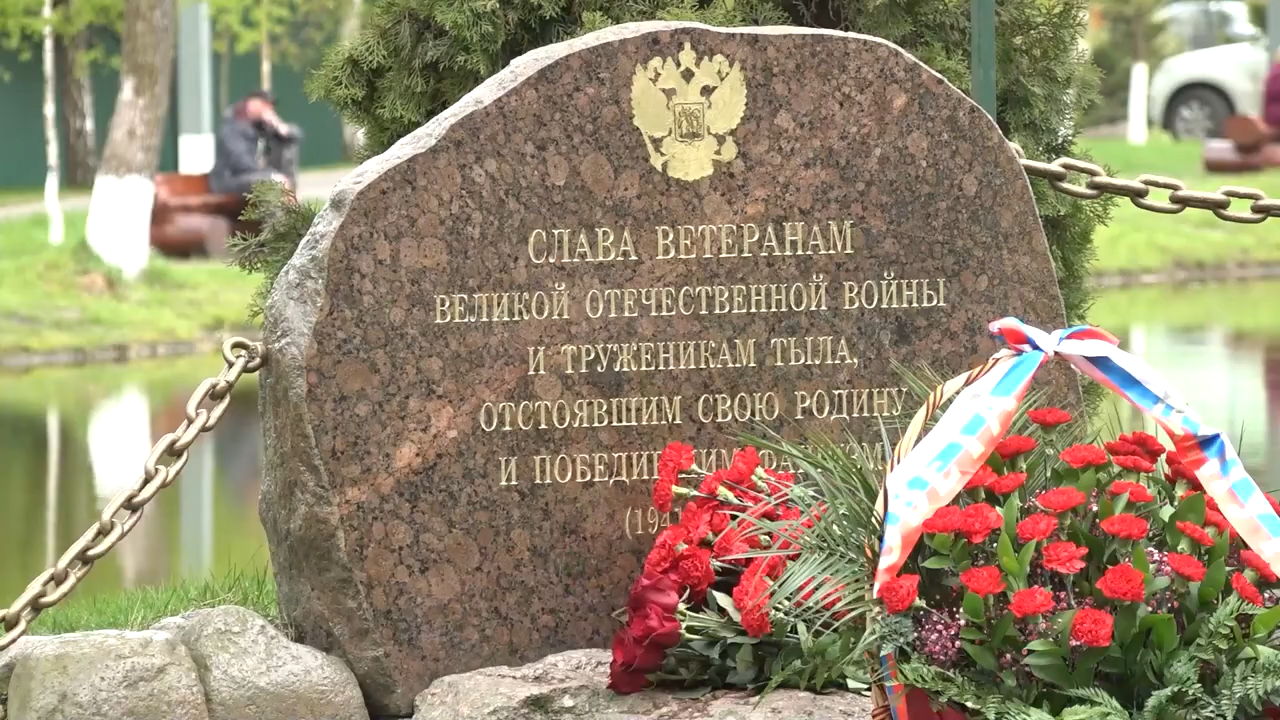 СЛАВА ВЕТЕРАНАМ
ВЕЛИКОЙ ОТЕЧЕСТВЕННОЙ ВОЙНЫ
И ТРУЖЕНИКАМ ТЫЛА,
ОТСТОЯВШИМ СВОЮ РОДИНУ
И